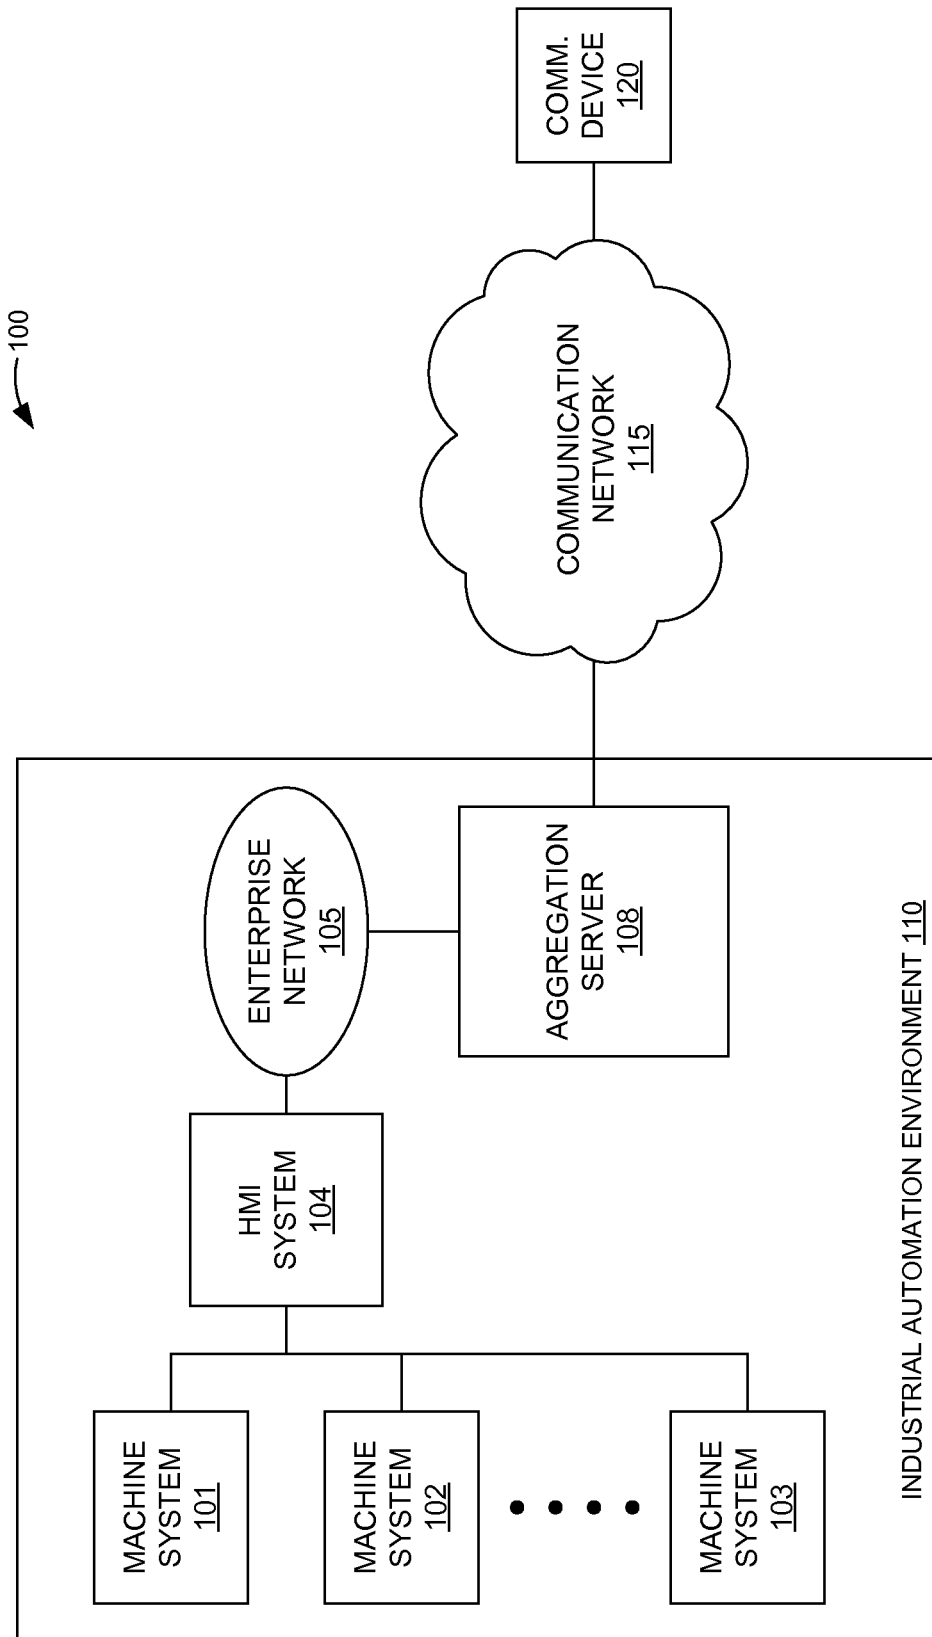 100
MACHINE
SYSTEM
101
MACHINE
SYSTEM
102
MACHINE
SYSTEM
103
HMI
SYSTEM
104
ENTERPRISE
NETWORK
105
AGGREGATION
SERVER
108
COMMUNICATION
NETWORK
115
COMM.
DEVICE
120
INDUSTRIAL AUTOMATION ENVIRONMENT 110